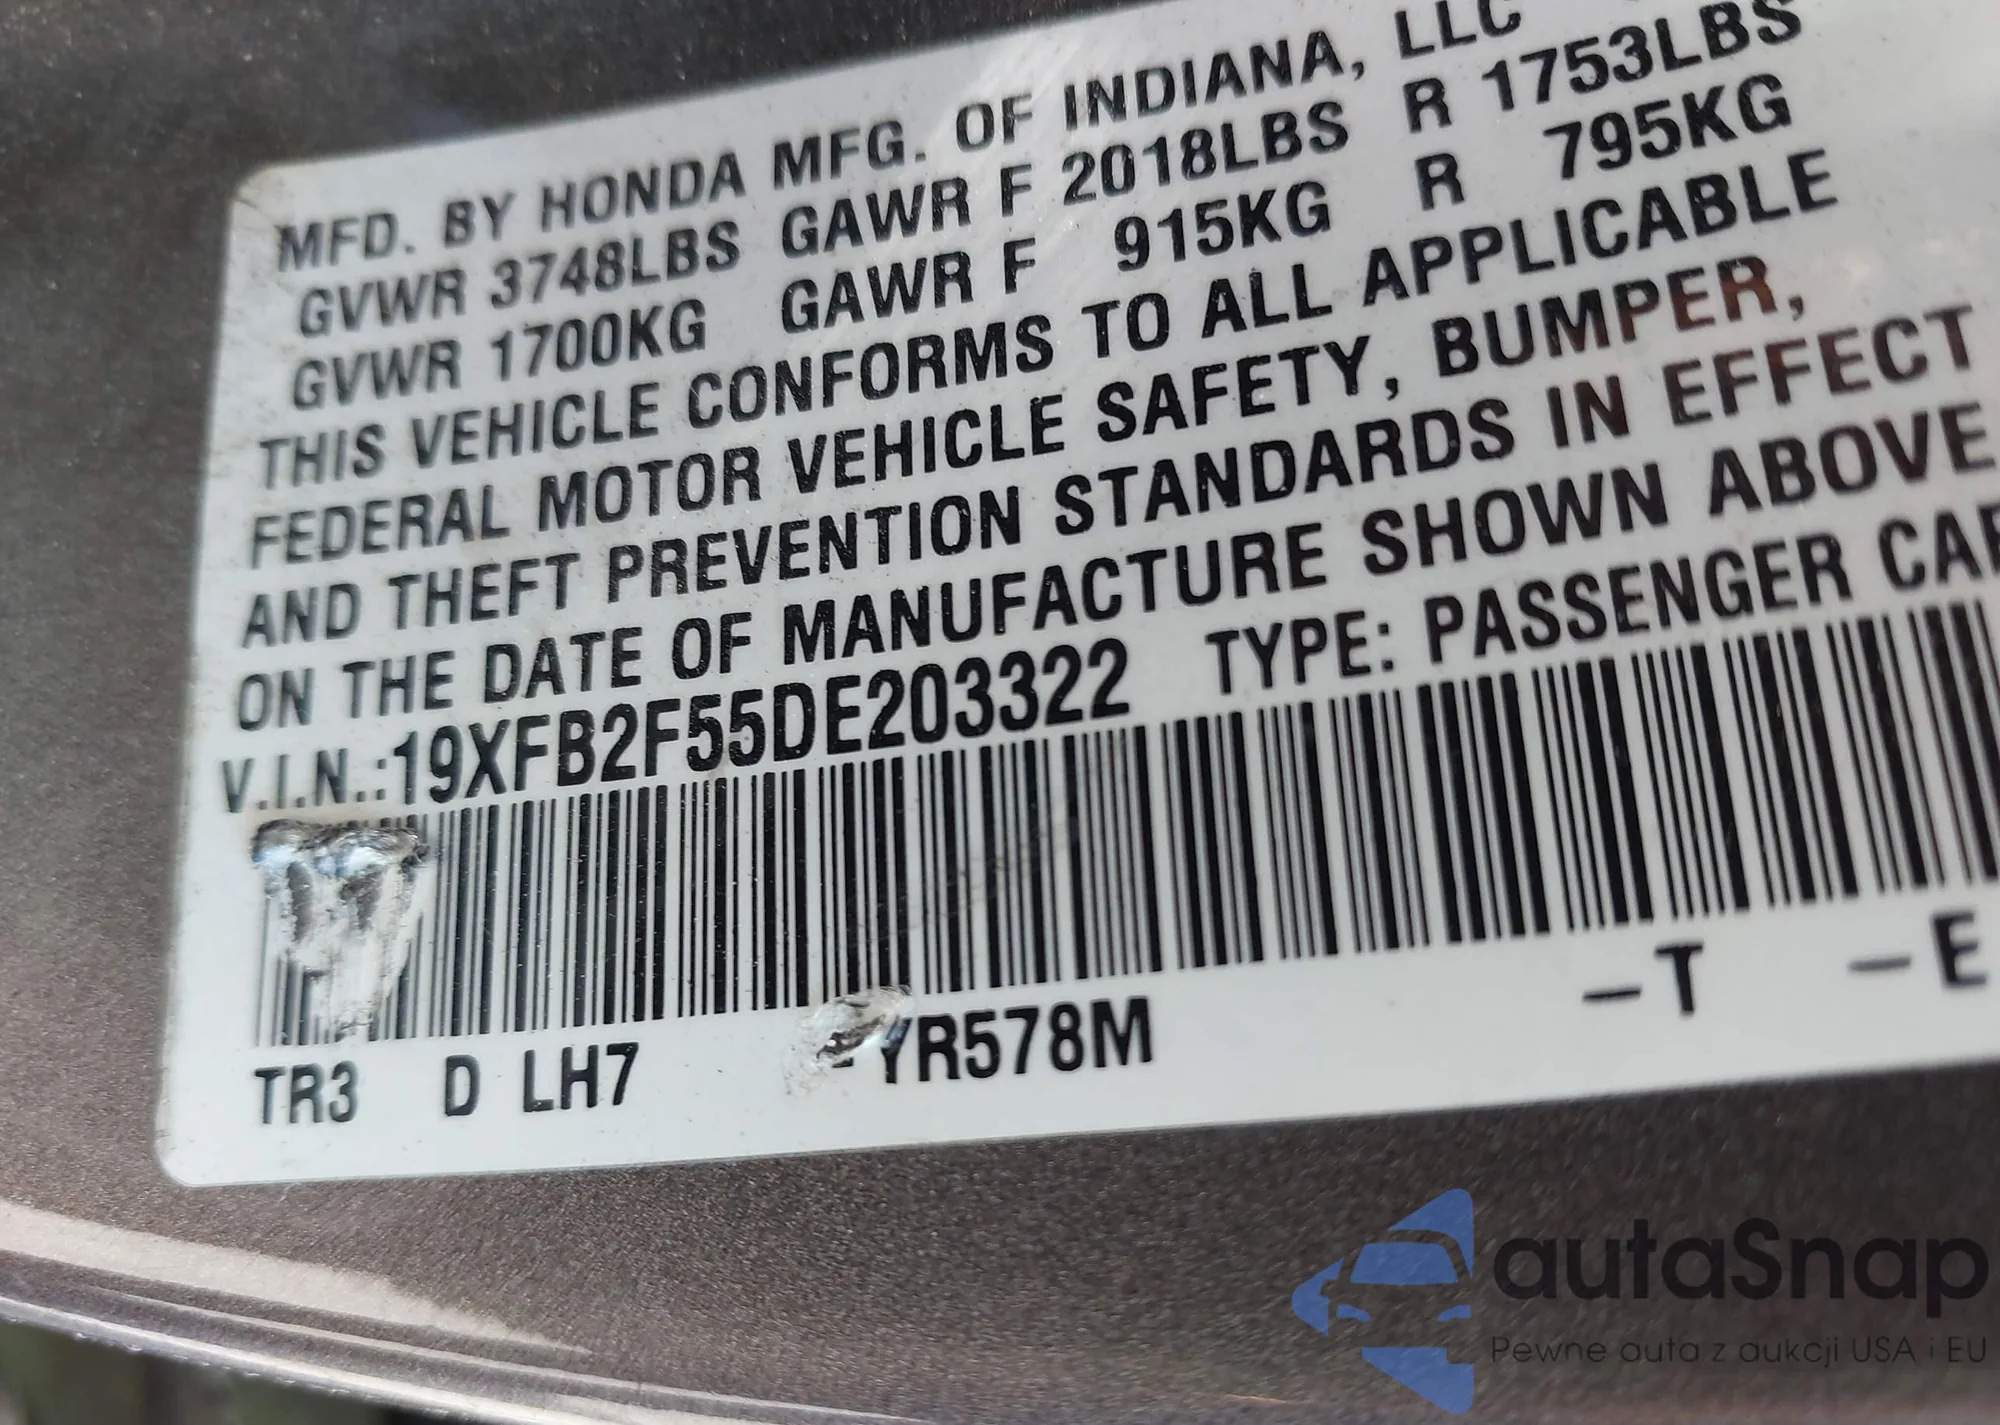 MFD. BY HONDA MFG. OF INDIANA, LLC
GVWR 3748LBS GAWR F 2018LBS R 1753LBS
GVWR 1700KG GAWR F 915KG R 795KG
THIS VEHICLE CONFORMS TO ALL APPLICABLE
FEDERAL MOTOR VEHICLE SAFETY, BUMPER,
AND THEFT PREVENTION STANDARDS IN EFFECT
ON THE DATE OF MANUFACTURE SHOWN ABOVE
V.I.N.:19XFB2F55DE203322 TYPE: PASSENGER CAR
-T -E
TR3 D LH7 -YR578M
autaSnap
Pewne auta z aukcji USA i EU